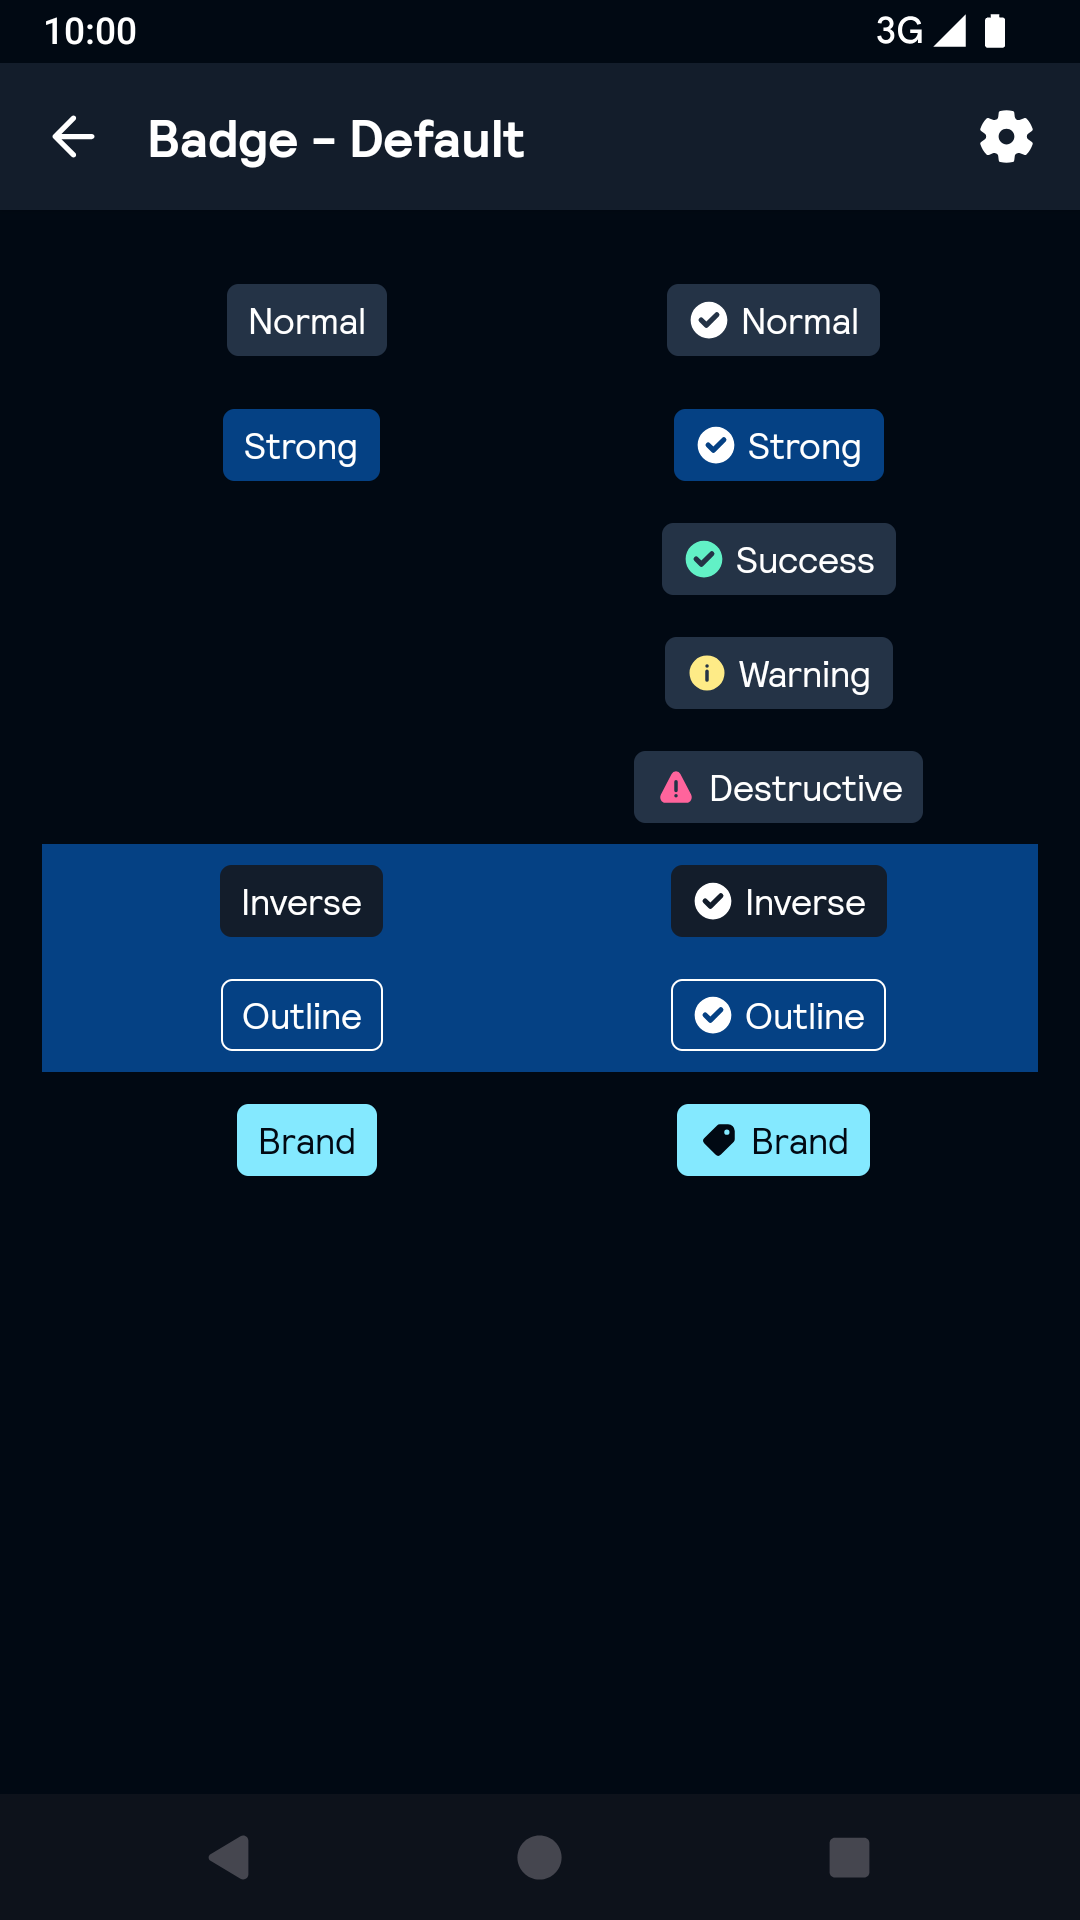 10:00 3G
Badge – Default
Normal Normal
Strong Strong
Success
Warning
Destructive
Inverse Inverse
Outline Outline
Brand Brand